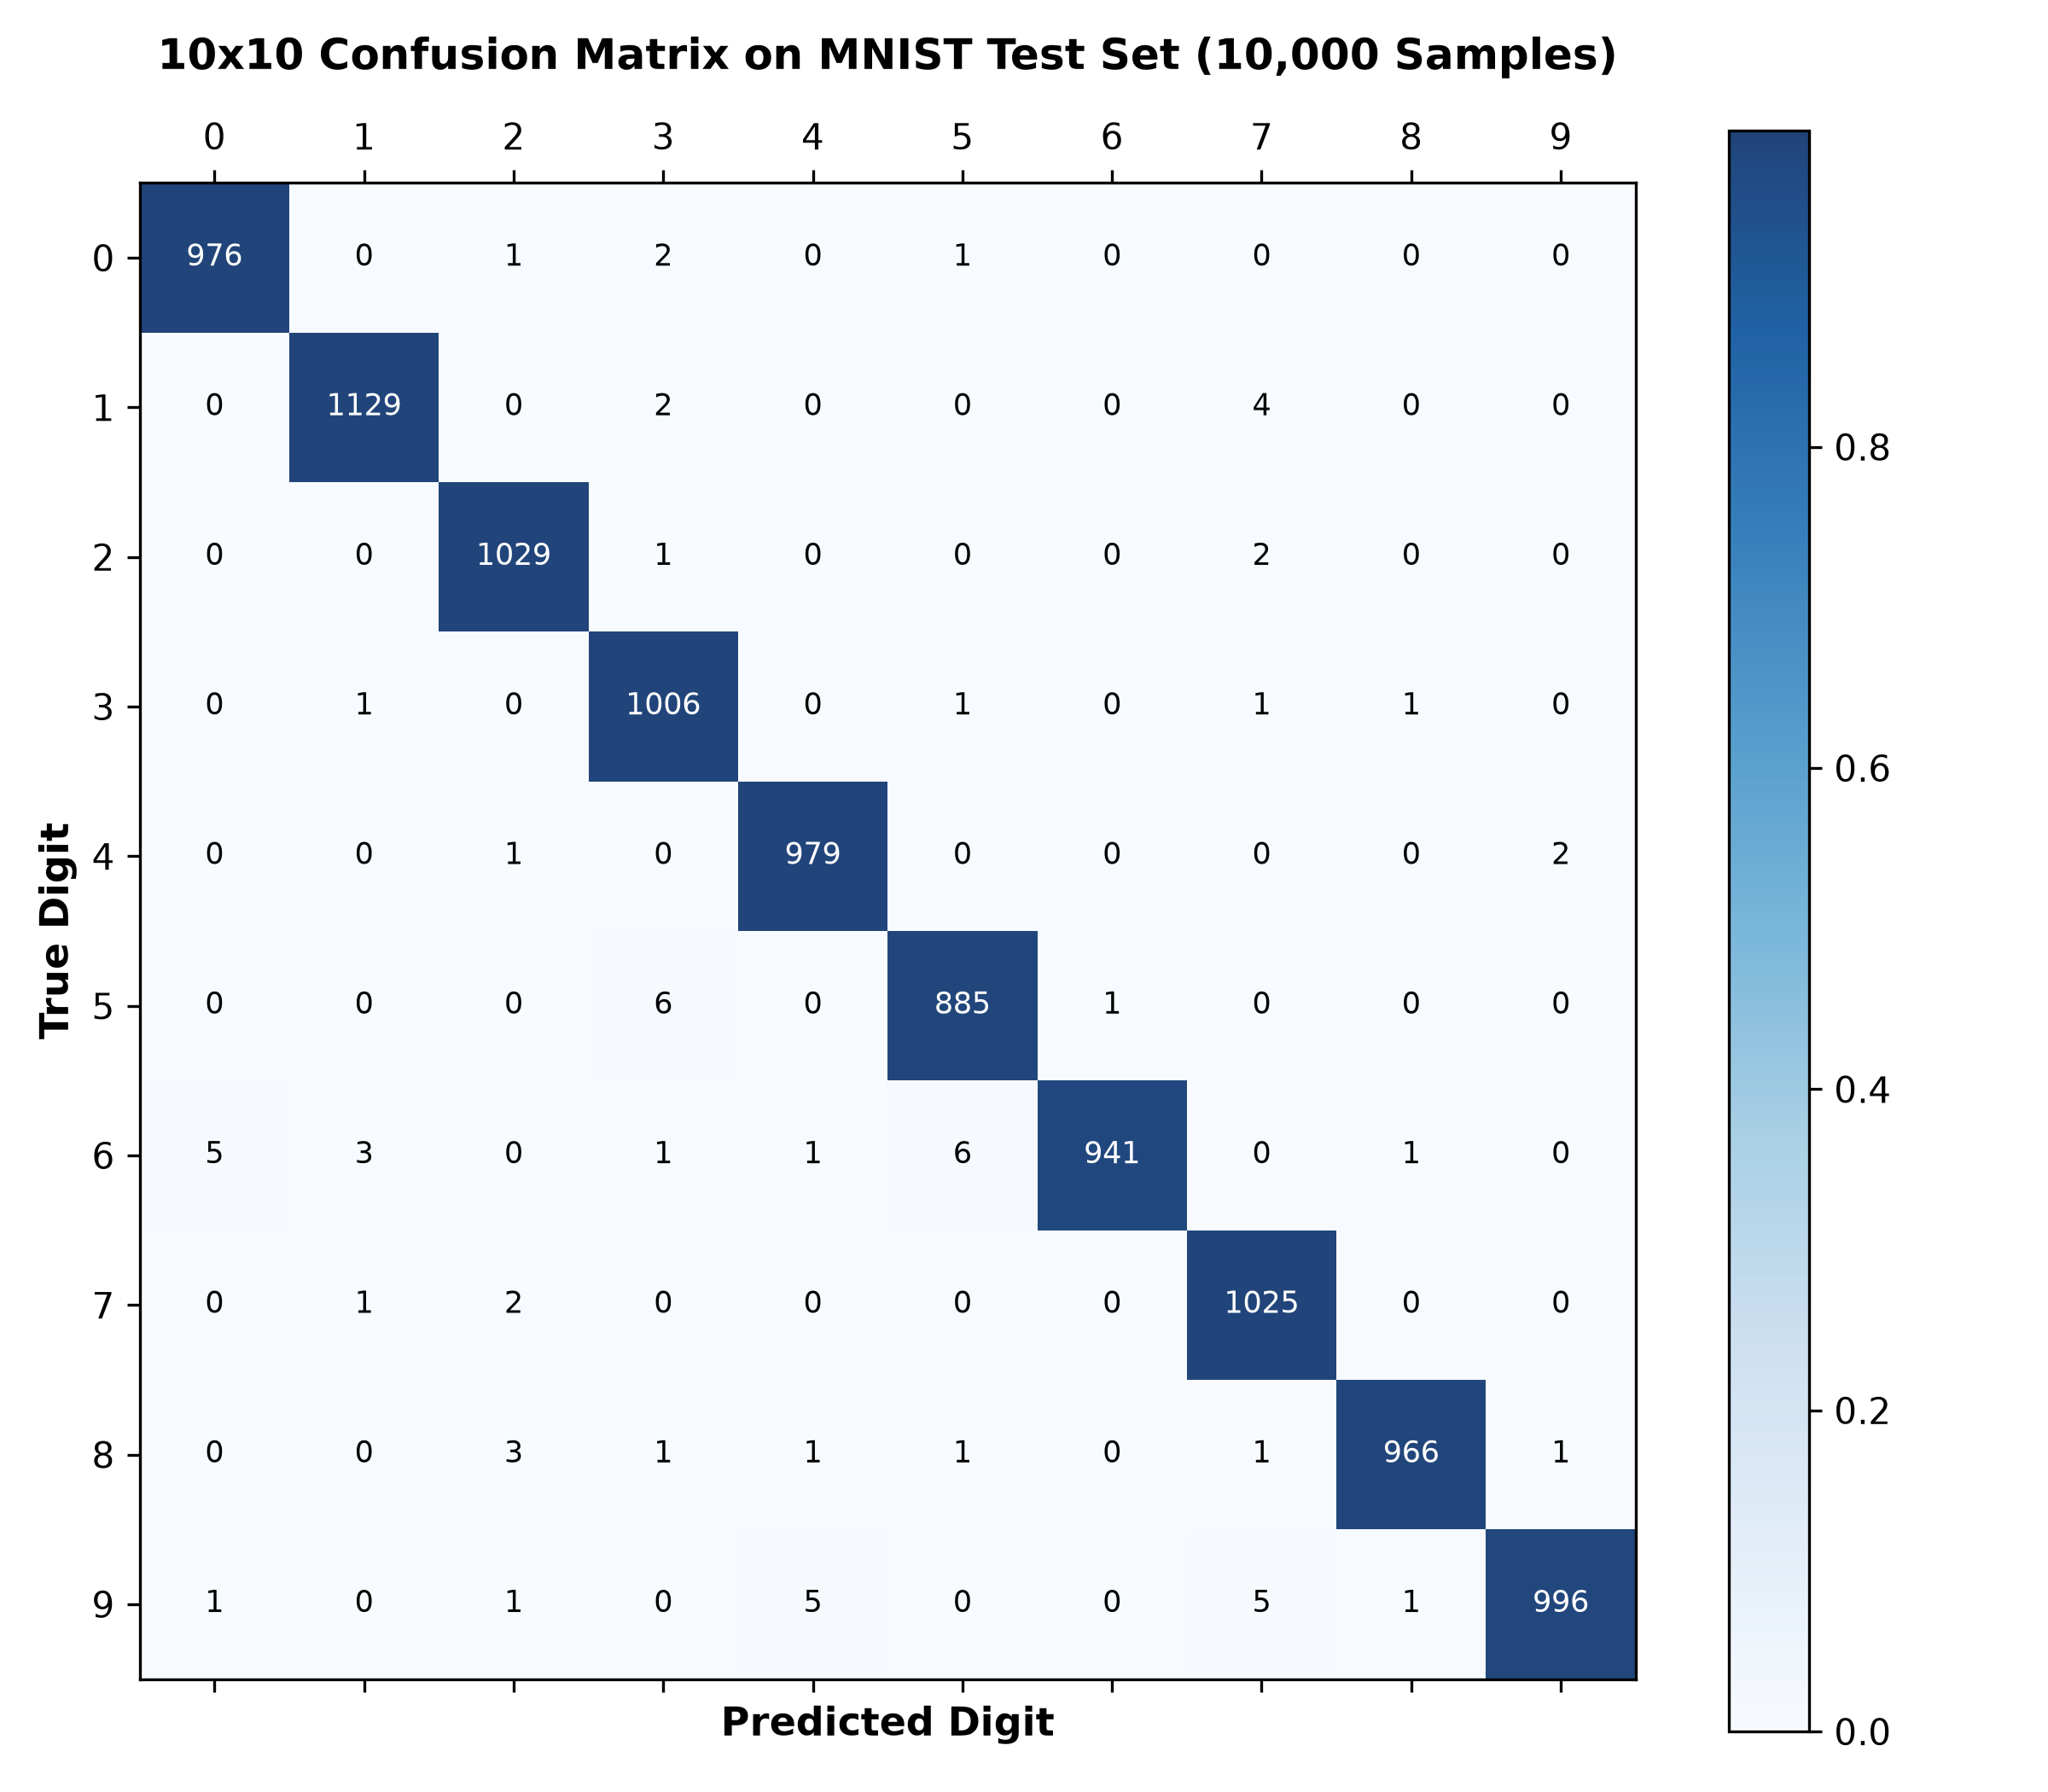 10x10 Confusion Matrix on MNIST Test Set (10,000 Samples)
0 1 2 3 4 5 6 7 8 9
0 976 0 1 2 0 1 0 0 0 0
1 0 1129 0 2 0 0 0 4 0 0
2 0 0 1029 1 0 0 0 2 0 0
3 0 1 0 1006 0 1 0 1 1 0
4 0 0 1 0 979 0 0 0 0 2
5 0 0 0 6 0 885 1 0 0 0
6 5 3 0 1 1 6 941 0 1 0
7 0 1 2 0 0 0 0 1025 0 0
8 0 0 3 1 1 1 0 1 966 1
9 1 0 1 0 5 0 0 5 1 996
True Digit
Predicted Digit
0.8
0.6
0.4
0.2
0.0